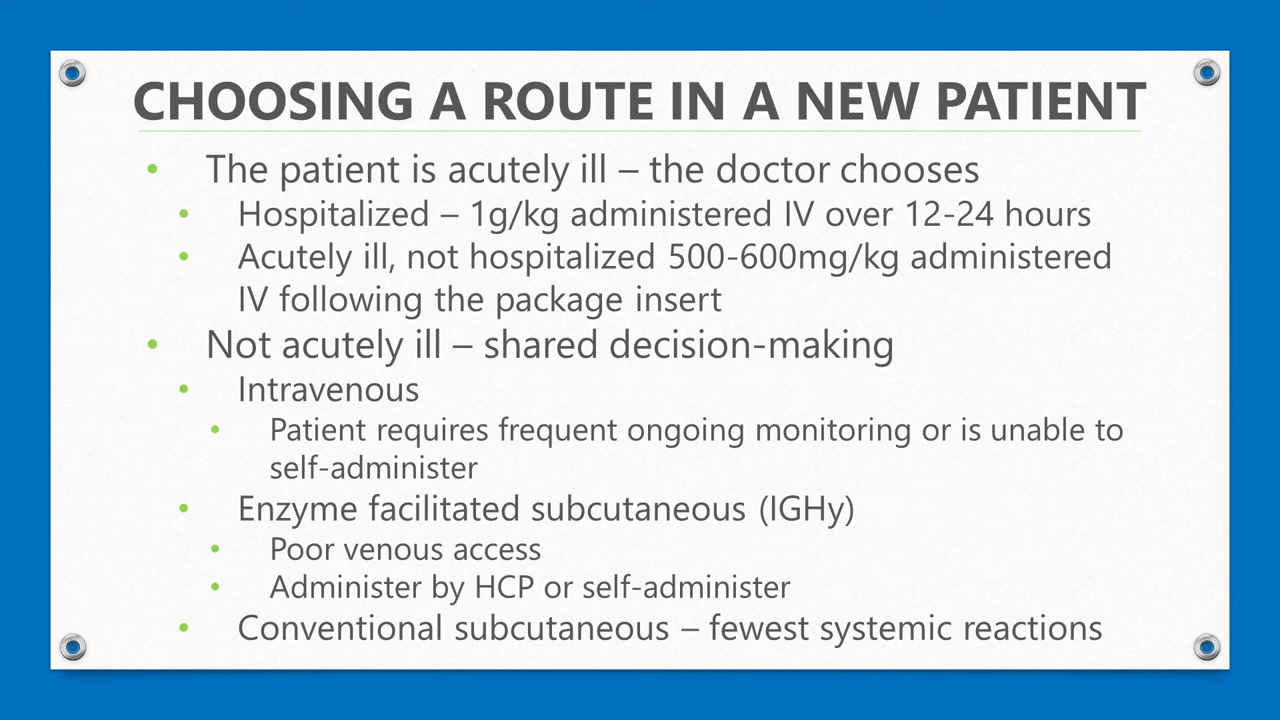 CHOOSING A ROUTE IN A NEW PATIENT
• The patient is acutely ill – the doctor chooses
• Hospitalized – 1g/kg administered IV over 12-24 hours
• Acutely ill, not hospitalized 500-600mg/kg administered
IV following the package insert
• Not acutely ill – shared decision-making
• Intravenous
• Patient requires frequent ongoing monitoring or is unable to
self-administer
• Enzyme facilitated subcutaneous (IGHy)
• Poor venous access
• Administer by HCP or self-administer
• Conventional subcutaneous – fewest systemic reactions